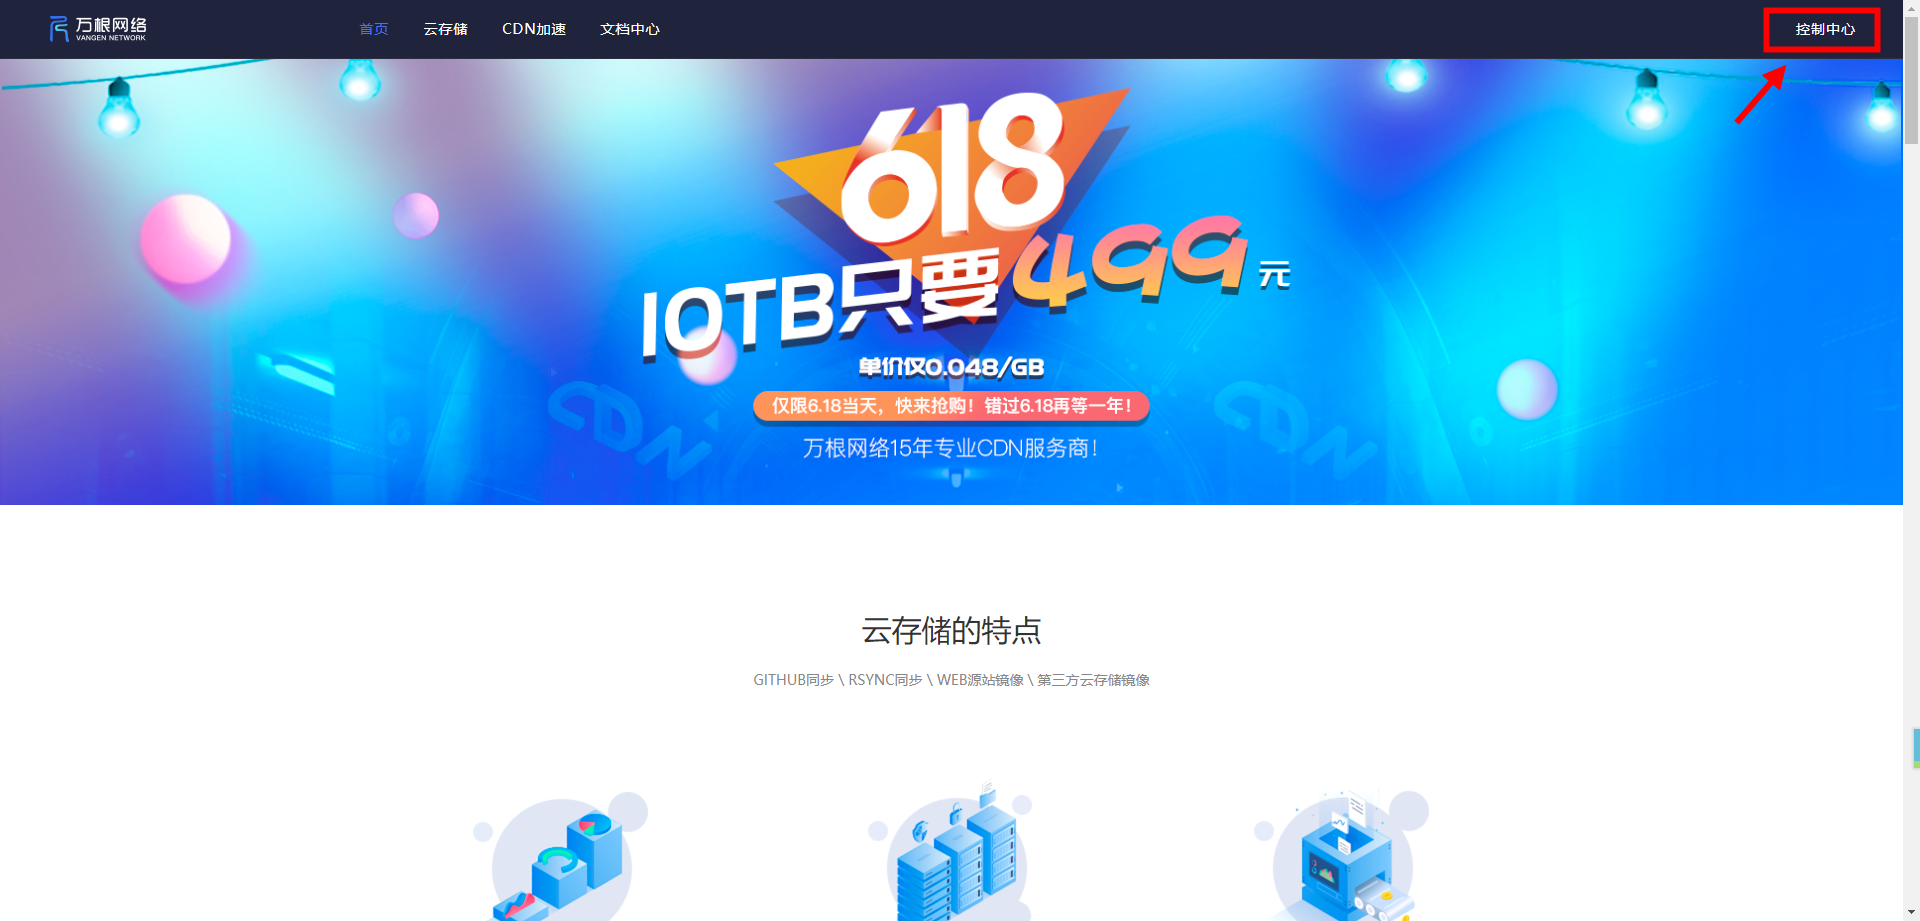 万根网络
VANGEN NETWORK
首页
云存储
CDN加速
文档中心
控制中心
618
10TB只要499元
单价仅0.048/GB
仅限6.18当天，快来抢购！错过6.18再等一年！
万根网络15年专业CDN服务商！
CDN
CDN
云存储的特点
GITHUB同步 \ RSYNC同步 \ WEB源站镜像 \ 第三方云存储镜像